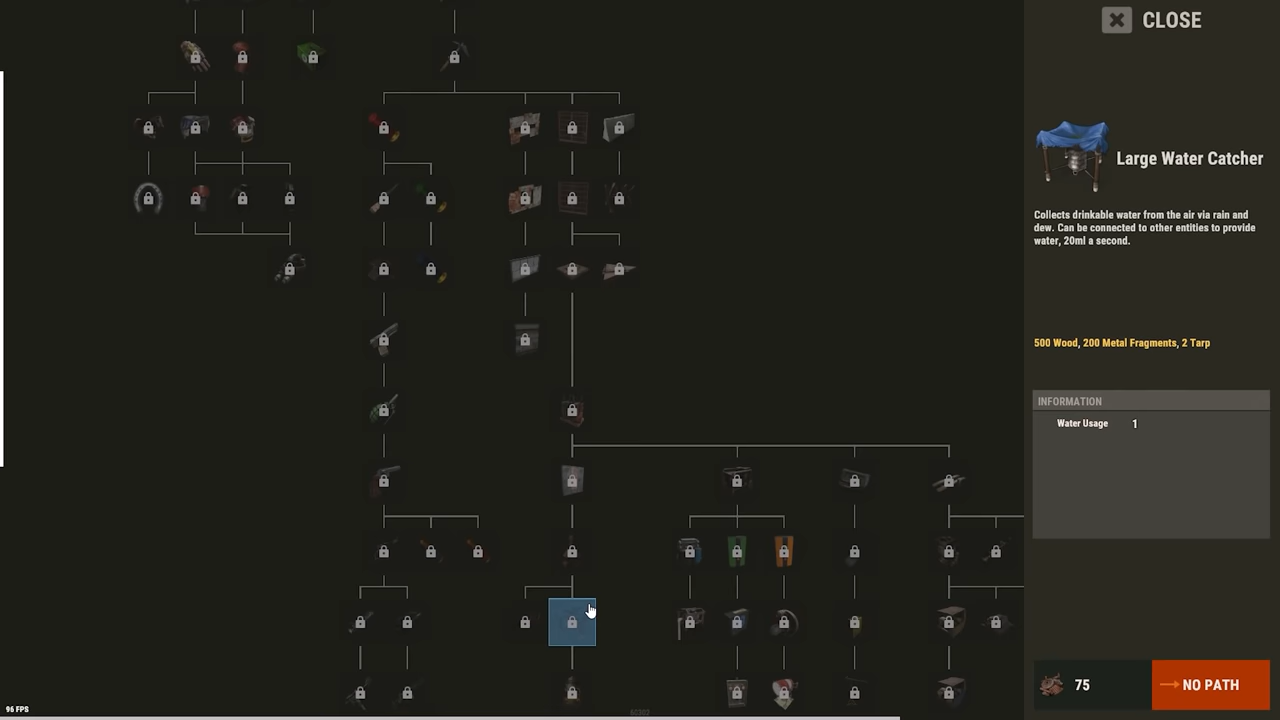 CLOSE
Large Water Catcher
Collects drinkable water from the air via rain and
dew. Can be connected to other entities to provide
water, 20ml a second.
500 Wood, 200 Metal Fragments, 2 Tarp
INFORMATION
Water Usage 1
75
NO PATH
96 FPS